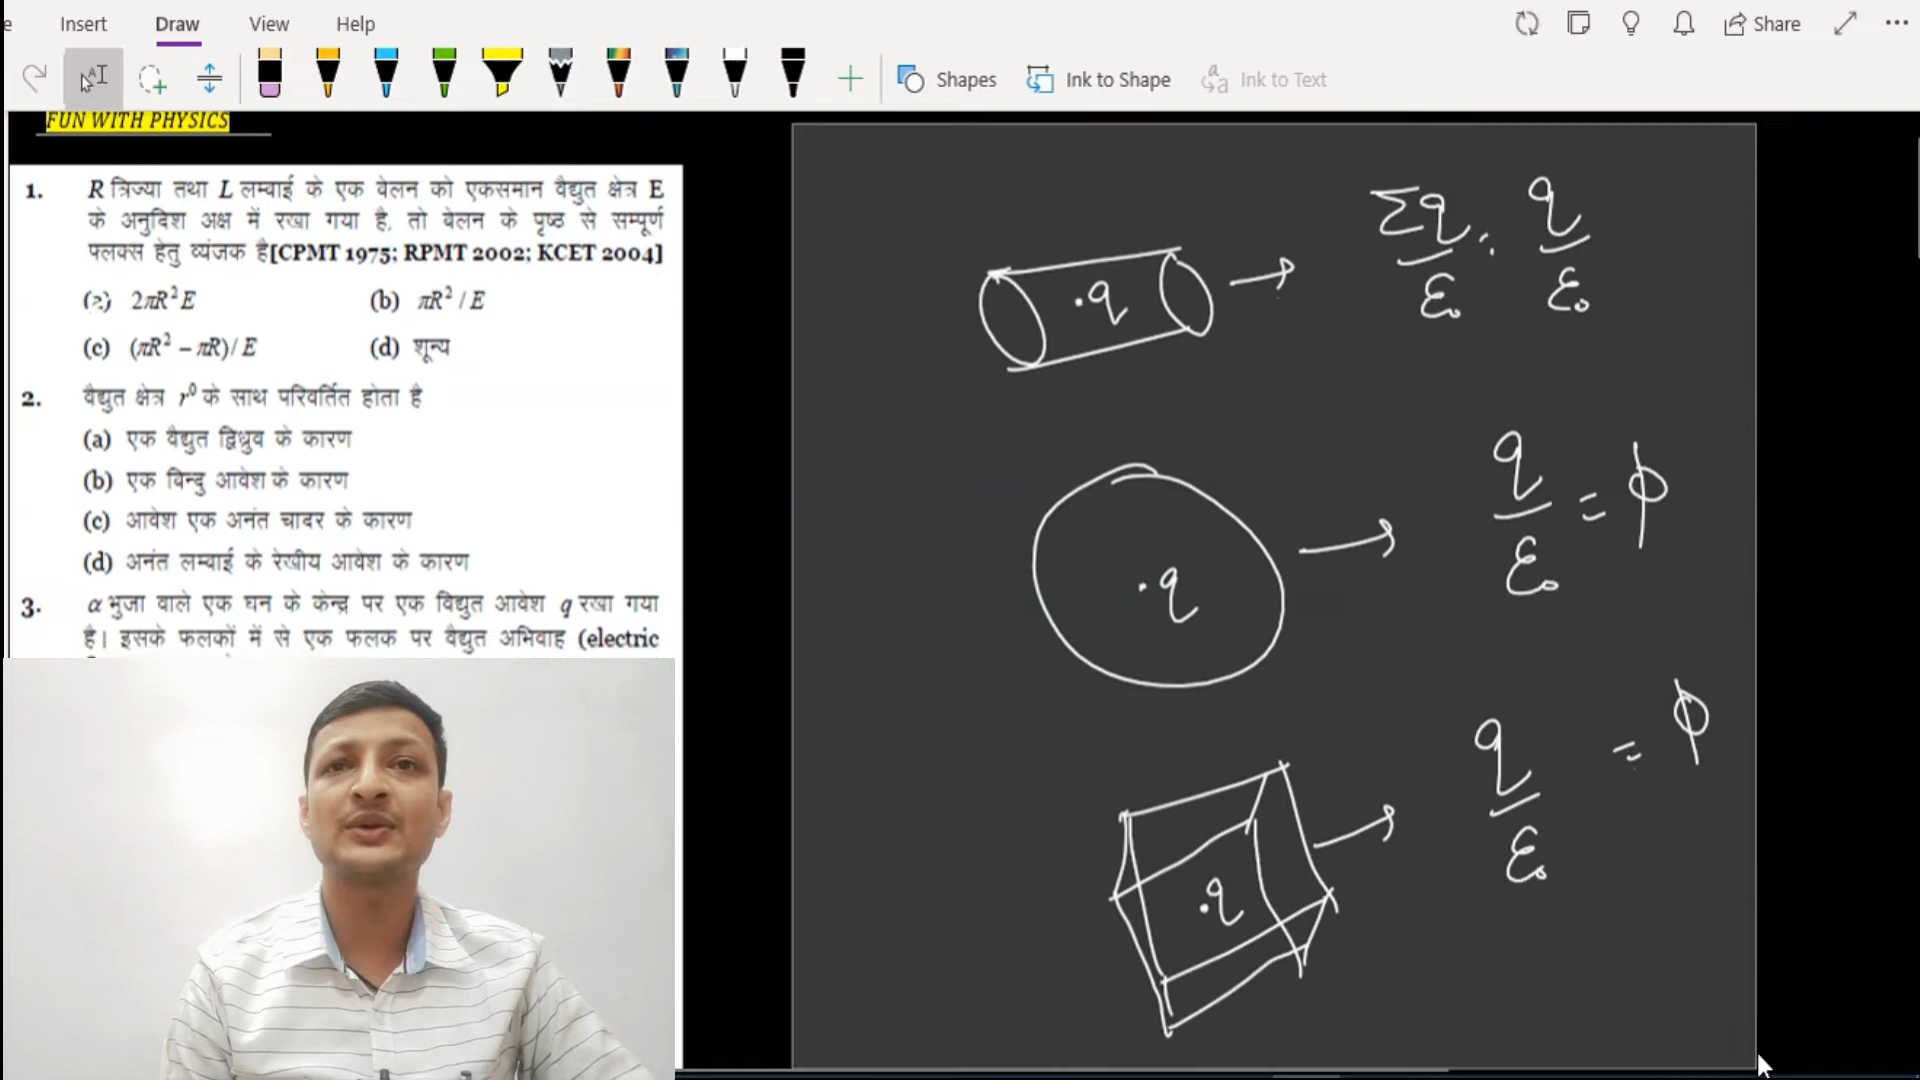 Insert Draw View Help
Share
Shapes Ink to Shape Ink to Text
FUN WITH PHYSICS
1. R त्रिज्या तथा L लम्बाई के एक बेलन को एकसमान वैद्युत क्षेत्र E
के अनुदिश अक्ष में रखा गया है, तो बेलन के पृष्ठ से सम्पूर्ण
फ्लक्स हेतु व्यंजक है[CPMT 1975; RPMT 2002; KCET 2004]
(a) 2πR²E (b) πR² / E
(c) (πR² – πR)/ E (d) शून्य
2. वैद्युत क्षेत्र r⁰ के साथ परिवर्तित होता है
(a) एक वैद्युत द्विध्रुव के कारण
(b) एक बिन्दु आवेश के कारण
(c) आवेश एक अनंत चादर के कारण
(d) अनंत लम्बाई के रेखीय आवेश के कारण
3. α भुजा वाले एक घन के केन्द्र पर एक विद्युत आवेश q रखा गया
है। इसके फलकों में से एक फलक पर वैद्युत अभिवाह (electric
.q → Σq/ε₀ = q/ε₀
.q → q/ε₀ = ϕ
.q → q/ε₀ = ϕ